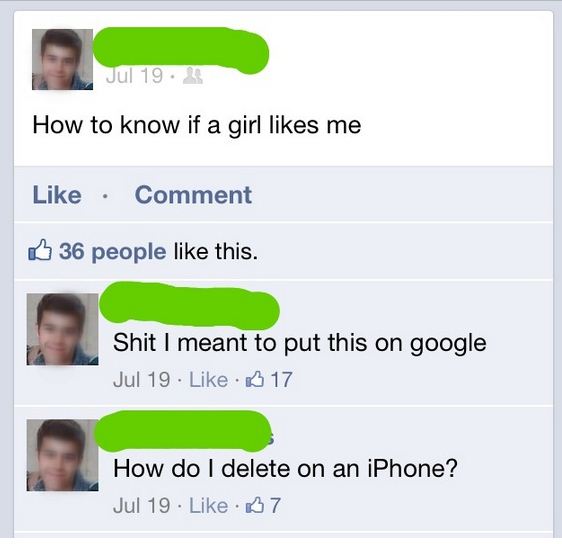 Jul 19 ·
How to know if a girl likes me
Like · Comment
36 people like this.
Shit I meant to put this on google
Jul 19 · Like · 17
How do I delete on an iPhone?
Jul 19 · Like · 7